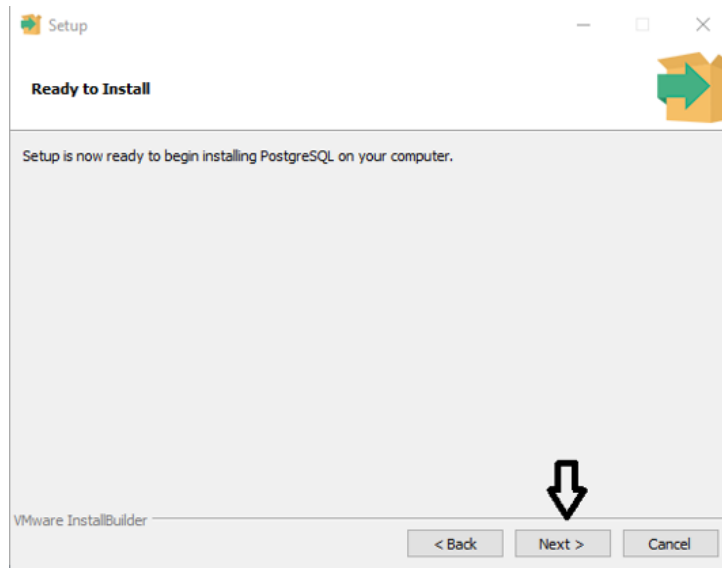 Setup
Ready to Install
Setup is now ready to begin installing PostgreSQL on your computer.
VMware InstallBuilder
< Back
Next >
Cancel